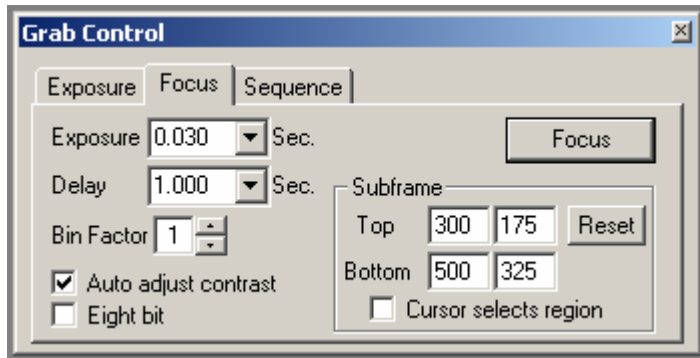 Grab Control
Exposure Focus Sequence
Exposure 0.030 Sec.
Focus
Delay 1.000 Sec.
Subframe
Bin Factor 1
Top 300 175 Reset
Bottom 500 325
Auto adjust contrast
Cursor selects region
Eight bit